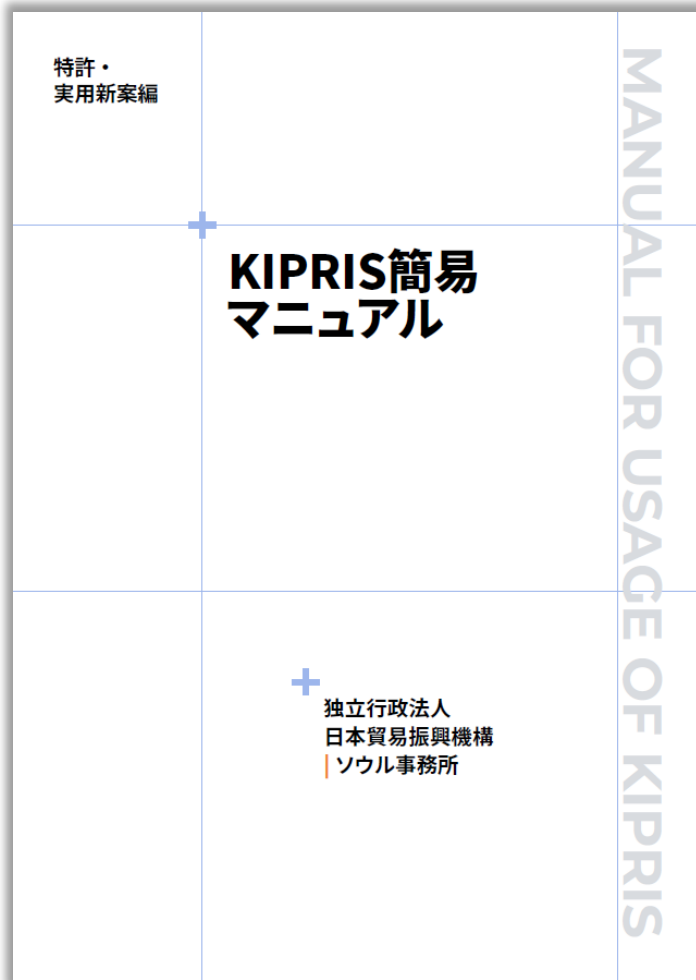 特許・
実用新案編
KIPRIS簡易
マニュアル
独立行政法人
日本貿易振興機構
| ソウル事務所
MANUAL FOR USAGE OF KIPRIS